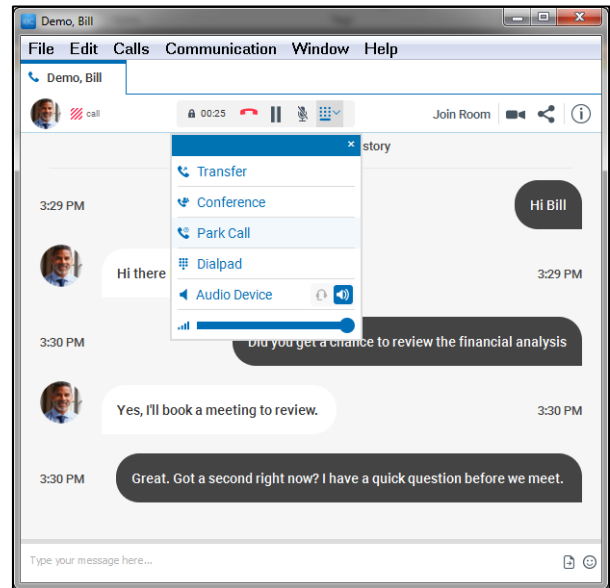 Demo, Bill
File Edit Calls Communication Window Help
Demo, Bill
call
00:25
Join Room
story
Transfer
Conference
Park Call
Dialpad
Audio Device
3:29 PM
Hi Bill
Hi there
3:29 PM
3:30 PM
Did you get a chance to review the financial analysis
Yes, I'll book a meeting to review.
3:30 PM
3:30 PM
Great. Got a second right now? I have a quick question before we meet.
Type your message here...